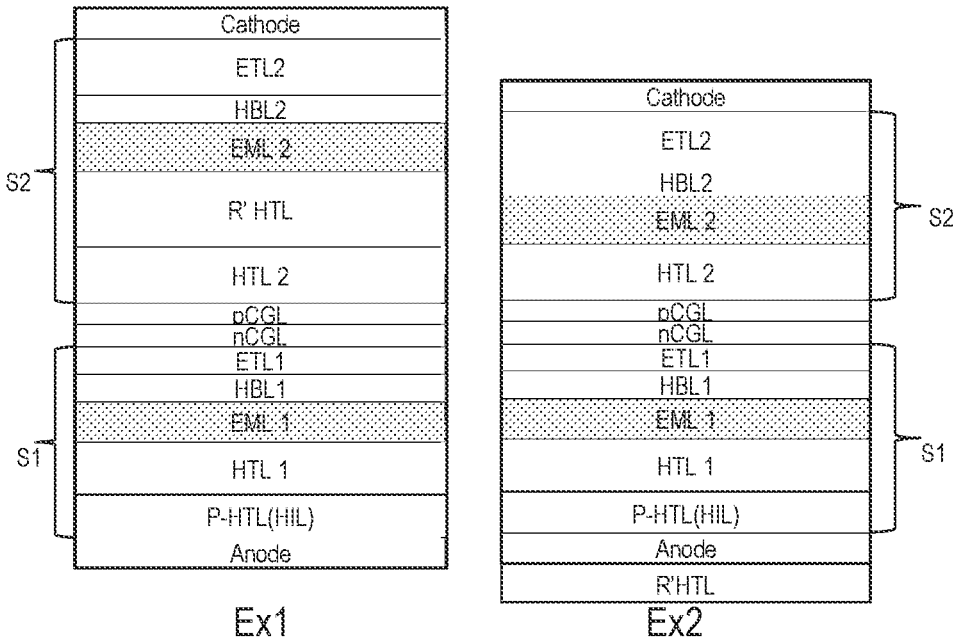 Cathode
ETL2
HBL2
EML 2
R' HTL
HTL 2
pCGL
nCGL
ETL1
HBL1
EML 1
HTL 1
P-HTL(HIL)
Anode
S2
S1
Ex1
Cathode
ETL2
HBL2
EML 2
HTL 2
pCGL
nCGL
ETL1
HBL1
EML 1
HTL 1
P-HTL(HIL)
Anode
R'HTL
S2
S1
Ex2